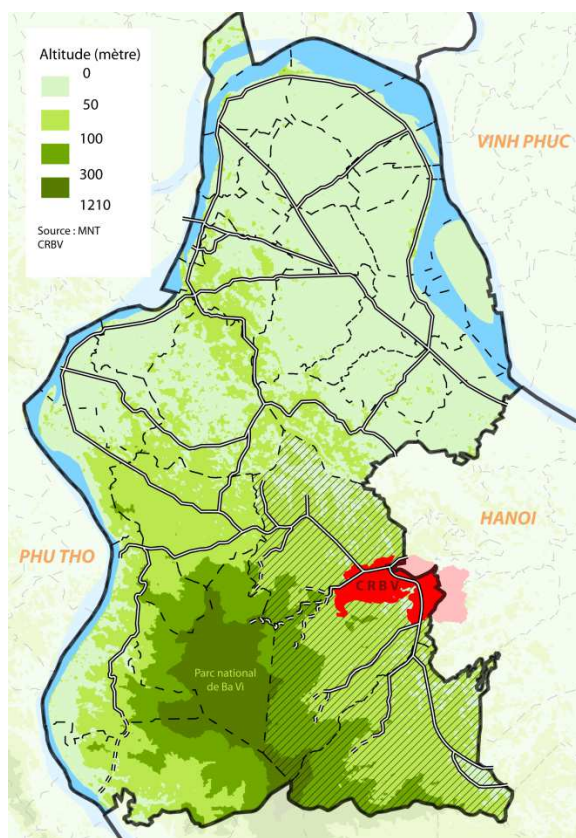 Altitude (mètre)
0
50
100
300
1210
Source : MNT
CRBV
VINH PHUC
HANOI
PHU THO
CRBV
Parc national
de Ba Vi